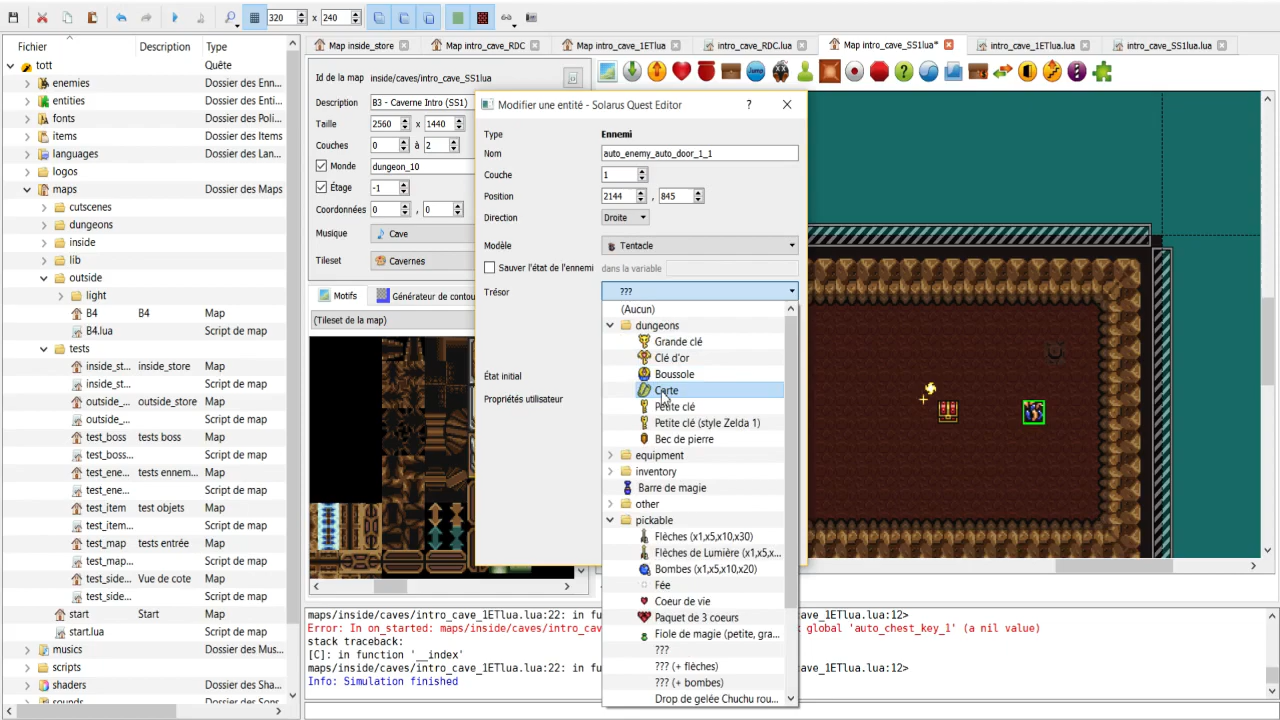 320 x 240
Jump
Fichier Description Type
tott Quête
enemies Dossier des Enn...
entities Dossier des Enti...
fonts Dossier des Poli...
items Dossier des Items
languages Dossier des Lan...
logos
maps Dossier des Maps
cutscenes
dungeons
inside
lib
outside
light
B4 B4 Map
B4.lua Script de map
tests
inside_st... inside_store Map
inside_st... Script de map
outside_... outside_store Map
outside_... Script de map
test_boss tests boss Map
test_boss... Script de map
test_ene... tests ennem... Map
test_ene... Script de map
test_item test objets Map
test_item... Script de map
test_map tests entrée Map
test_map... Script de map
test_side... Vue de cote Map
test_side... Script de map
start Start Map
start.lua Script de map
musics Dossier des Mus...
scripts
shaders Dossier des Sha...
sounds Dossier des Son...
Map inside_store Map intro_cave_RDC Map intro_cave_1ETlua intro_cave_RDC.lua Map intro_cave_SS1lua* intro_cave_1ETlua.lua intro_cave_SS1lua.lua
Id de la map inside/caves/intro_cave_SS1lua
Description B3 - Caverne Intro (SS1)
Taille 2560 x 1440
Couches 0 à 2
Monde dungeon_10
Étage -1
Coordonnées 0 , 0
Musique Cave
Tileset Cavernes
Motifs Générateur de contou
(Tileset de la map)
Modifier une entité - Solarus Quest Editor ?
Type Ennemi
Nom auto_enemy_auto_door_1_1
Couche 1
Position 2144 , 845
Direction Droite
Modèle Tentacle
Sauver l'état de l'ennemi dans la variable
Trésor ???
État initial
Propriétés utilisateur
(Aucun)
dungeons
Grande clé
Clé d'or
Boussole
Carte
Petite clé
Petite clé (style Zelda 1)
Bec de pierre
equipment
inventory
Barre de magie
other
pickable
Flèches (x1,x5,x10,x30)
Flèches de Lumière (x1,x5,x...
Bombes (x1,x5,x10,x20)
Fée
Coeur de vie
Paquet de 3 coeurs
Fiole de magie (petite, gra...
???
??? (+ flèches)
??? (+ bombes)
Drop de gelée Chuchu rou...
maps/inside/caves/intro_cave_1ETlua.lua:22: in fu ro_cave_1ETlua.lua:12>
Error: In on_started: maps/inside/caves/intro_cav x global 'auto_chest_key_1' (a nil value)
stack traceback:
[C]: in function '__index'
maps/inside/caves/intro_cave_1ETlua.lua:22: in fu ro_cave_1ETlua.lua:12>
Info: Simulation finished